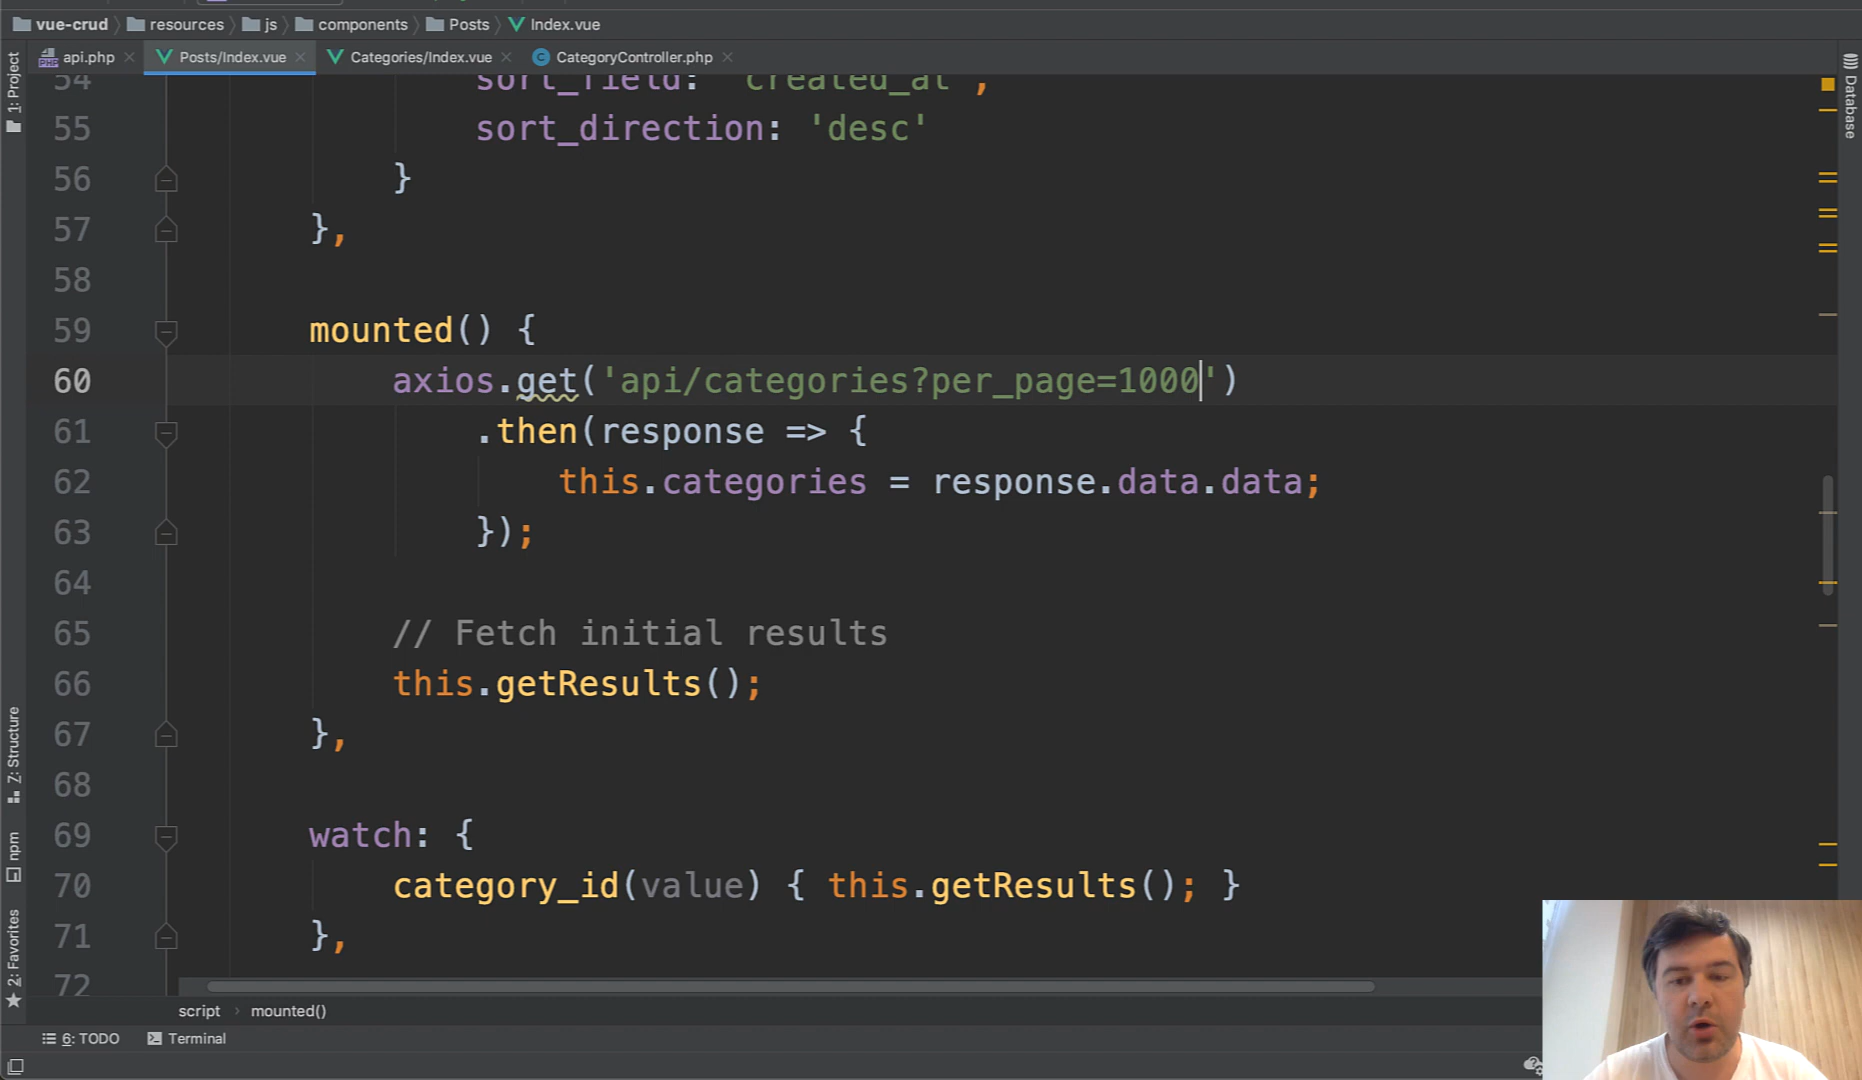 vue-crud resources js components Posts Index.vue
api.php Posts/Index.vue Categories/Index.vue CategoryController.php
1: Project
Database
54 sort_field: 'created_at',
55 sort_direction: 'desc'
56 }
57 },
58
59 mounted() {
60 axios.get('api/categories?per_page=1000')
61 .then(response => {
62 this.categories = response.data.data;
63 });
64
65 // Fetch initial results
66 this.getResults();
67 },
68
69 watch: {
70 category_id(value) { this.getResults(); }
71 },
72
7: Structure
npm
2: Favorites
script mounted()
6: TODO Terminal